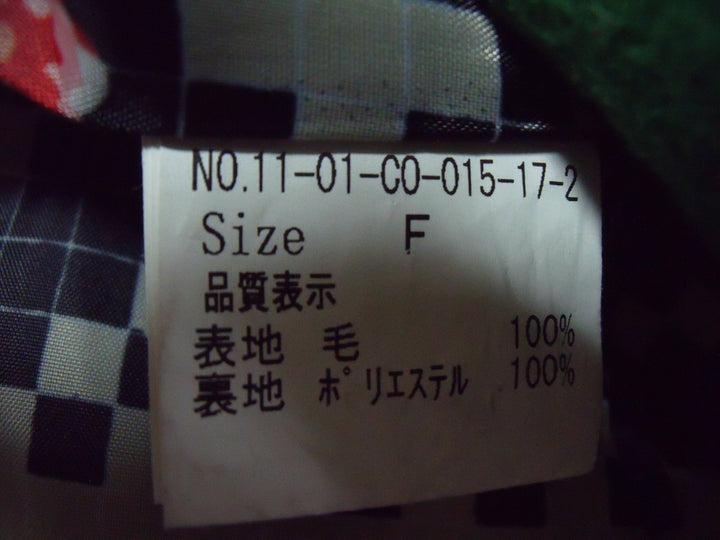 NO.11-01-CO-015-17-2
Size F
品質表示
表地 毛 100%
裏地 ポリエステル 100%